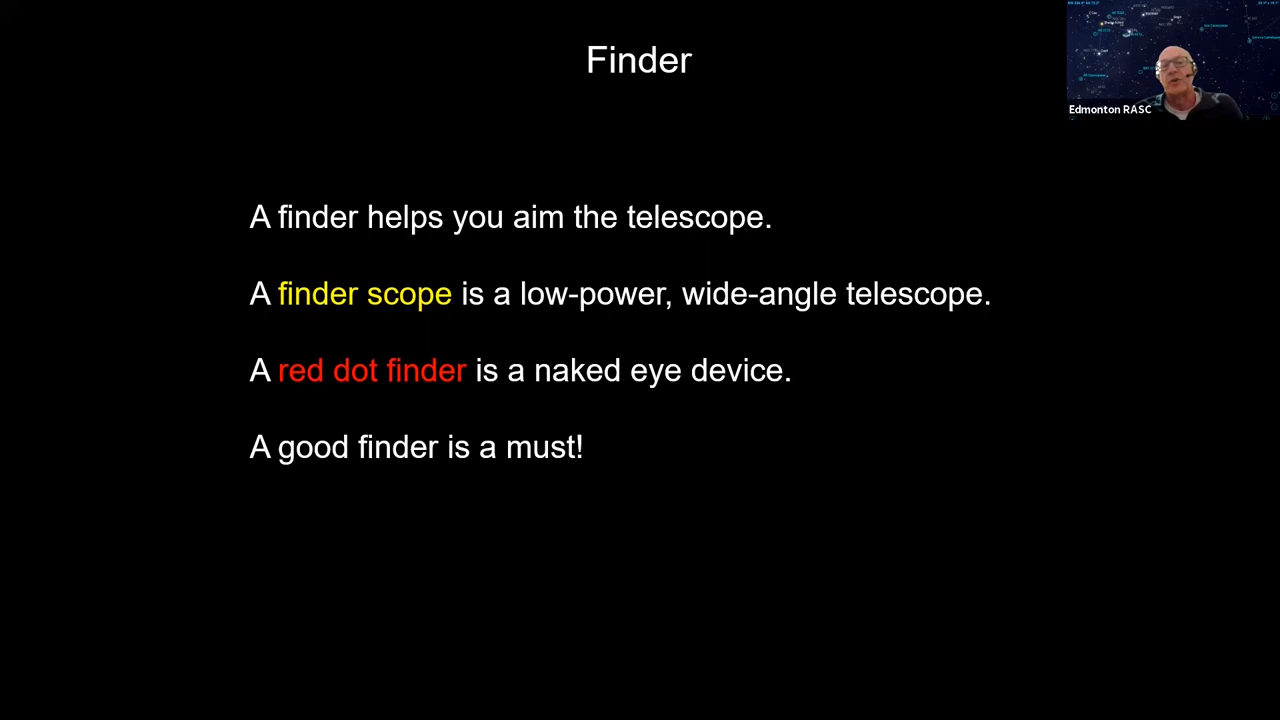 Finder
Edmonton RASC
A finder helps you aim the telescope.
A finder scope is a low-power, wide-angle telescope.
A red dot finder is a naked eye device.
A good finder is a must!